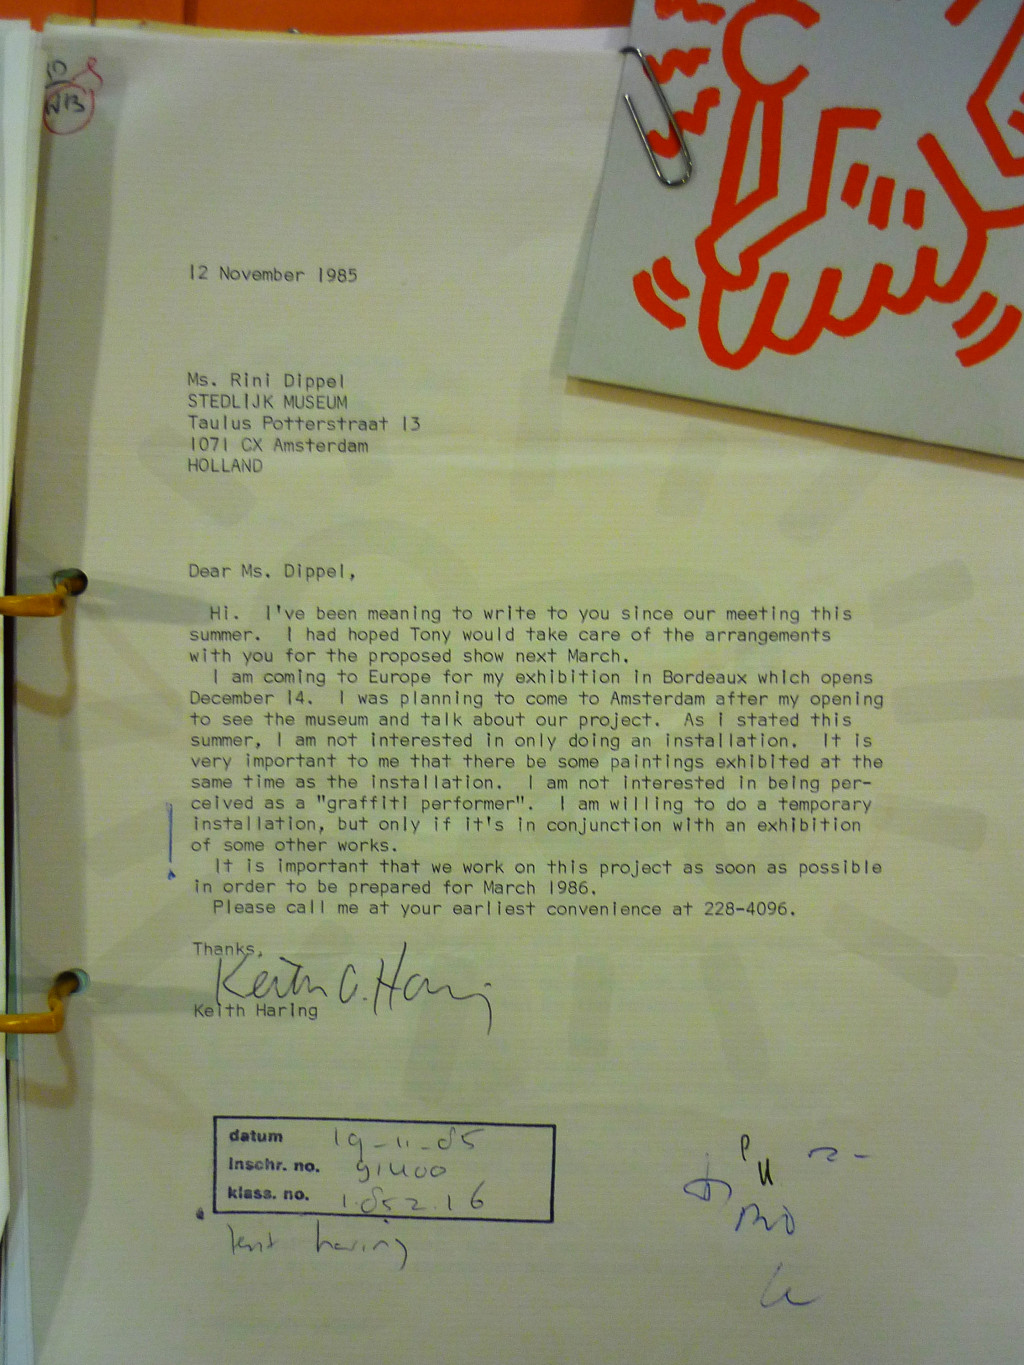 12 November 1985
Ms. Rini Dippel
STEDLIJK MUSEUM
Taulus Potterstraat 13
1071 CX Amsterdam
HOLLAND
Dear Ms. Dippel,
Hi. I've been meaning to write to you since our meeting this
summer. I had hoped Tony would take care of the arrangements
with you for the proposed show next March.
I am coming to Europe for my exhibition in Bordeaux which opens
December 14. I was planning to come to Amsterdam after my opening
to see the museum and talk about our project. As I stated this
summer, I am not interested in only doing an installation. It is
very important to me that there be some paintings exhibited at the
same time as the installation. I am not interested in being per-
ceived as a "graffiti performer". I am willing to do a temporary
installation, but only if it's in conjunction with an exhibition
of some other works.
It is important that we work on this project as soon as possible
in order to be prepared for March 1986.
Please call me at your earliest convenience at 228-4096.
Thanks,
Keith A. Haring
Keith Haring
datum 19-11-85
inschr. no.
klass. no. 1.852.16
tent haring